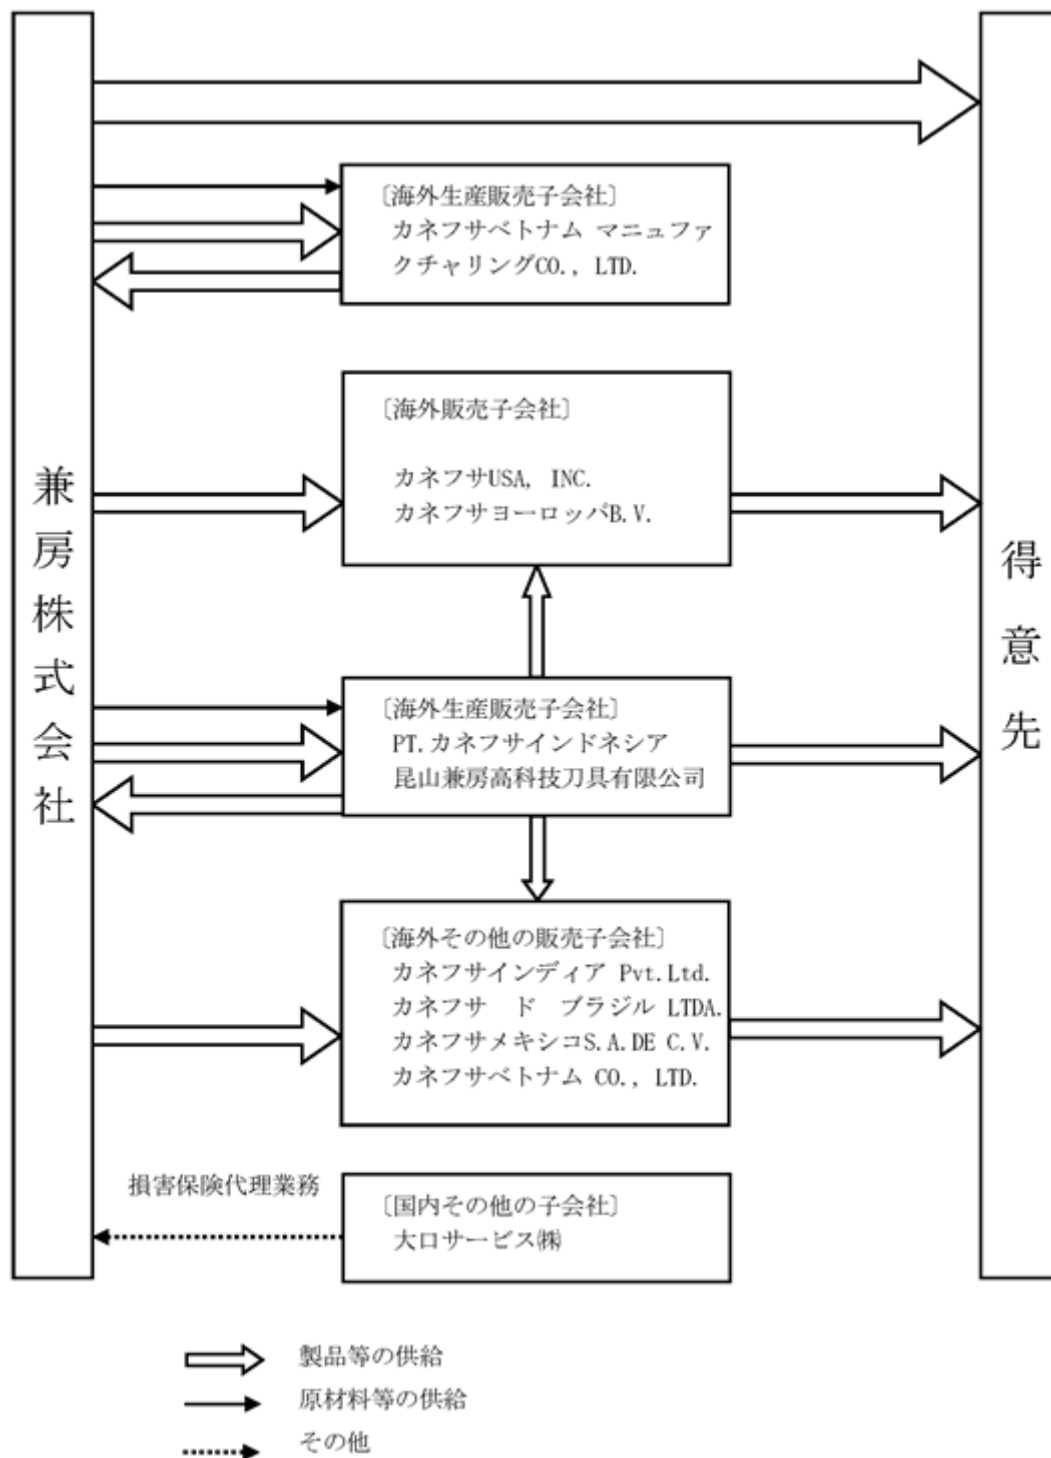 兼房株式会社
〔海外生産販売子会社〕
カネフサベトナム マニュファ
クチャリングCO., LTD.
〔海外販売子会社〕
カネフサUSA, INC.
カネフサヨーロッパB.V.
〔海外生産販売子会社〕
PT.カネフサインドネシア
昆山兼房高科技刀具有限公司
〔海外その他の販売子会社〕
カネフサインディア Pvt.Ltd.
カネフサ ド ブラジル LTDA.
カネフサメキシコS.A.DE C.V.
カネフサベトナム CO., LTD.
損害保険代理業務
〔国内その他の子会社〕
大口サービス㈱
得意先
製品等の供給
原材料等の供給
その他